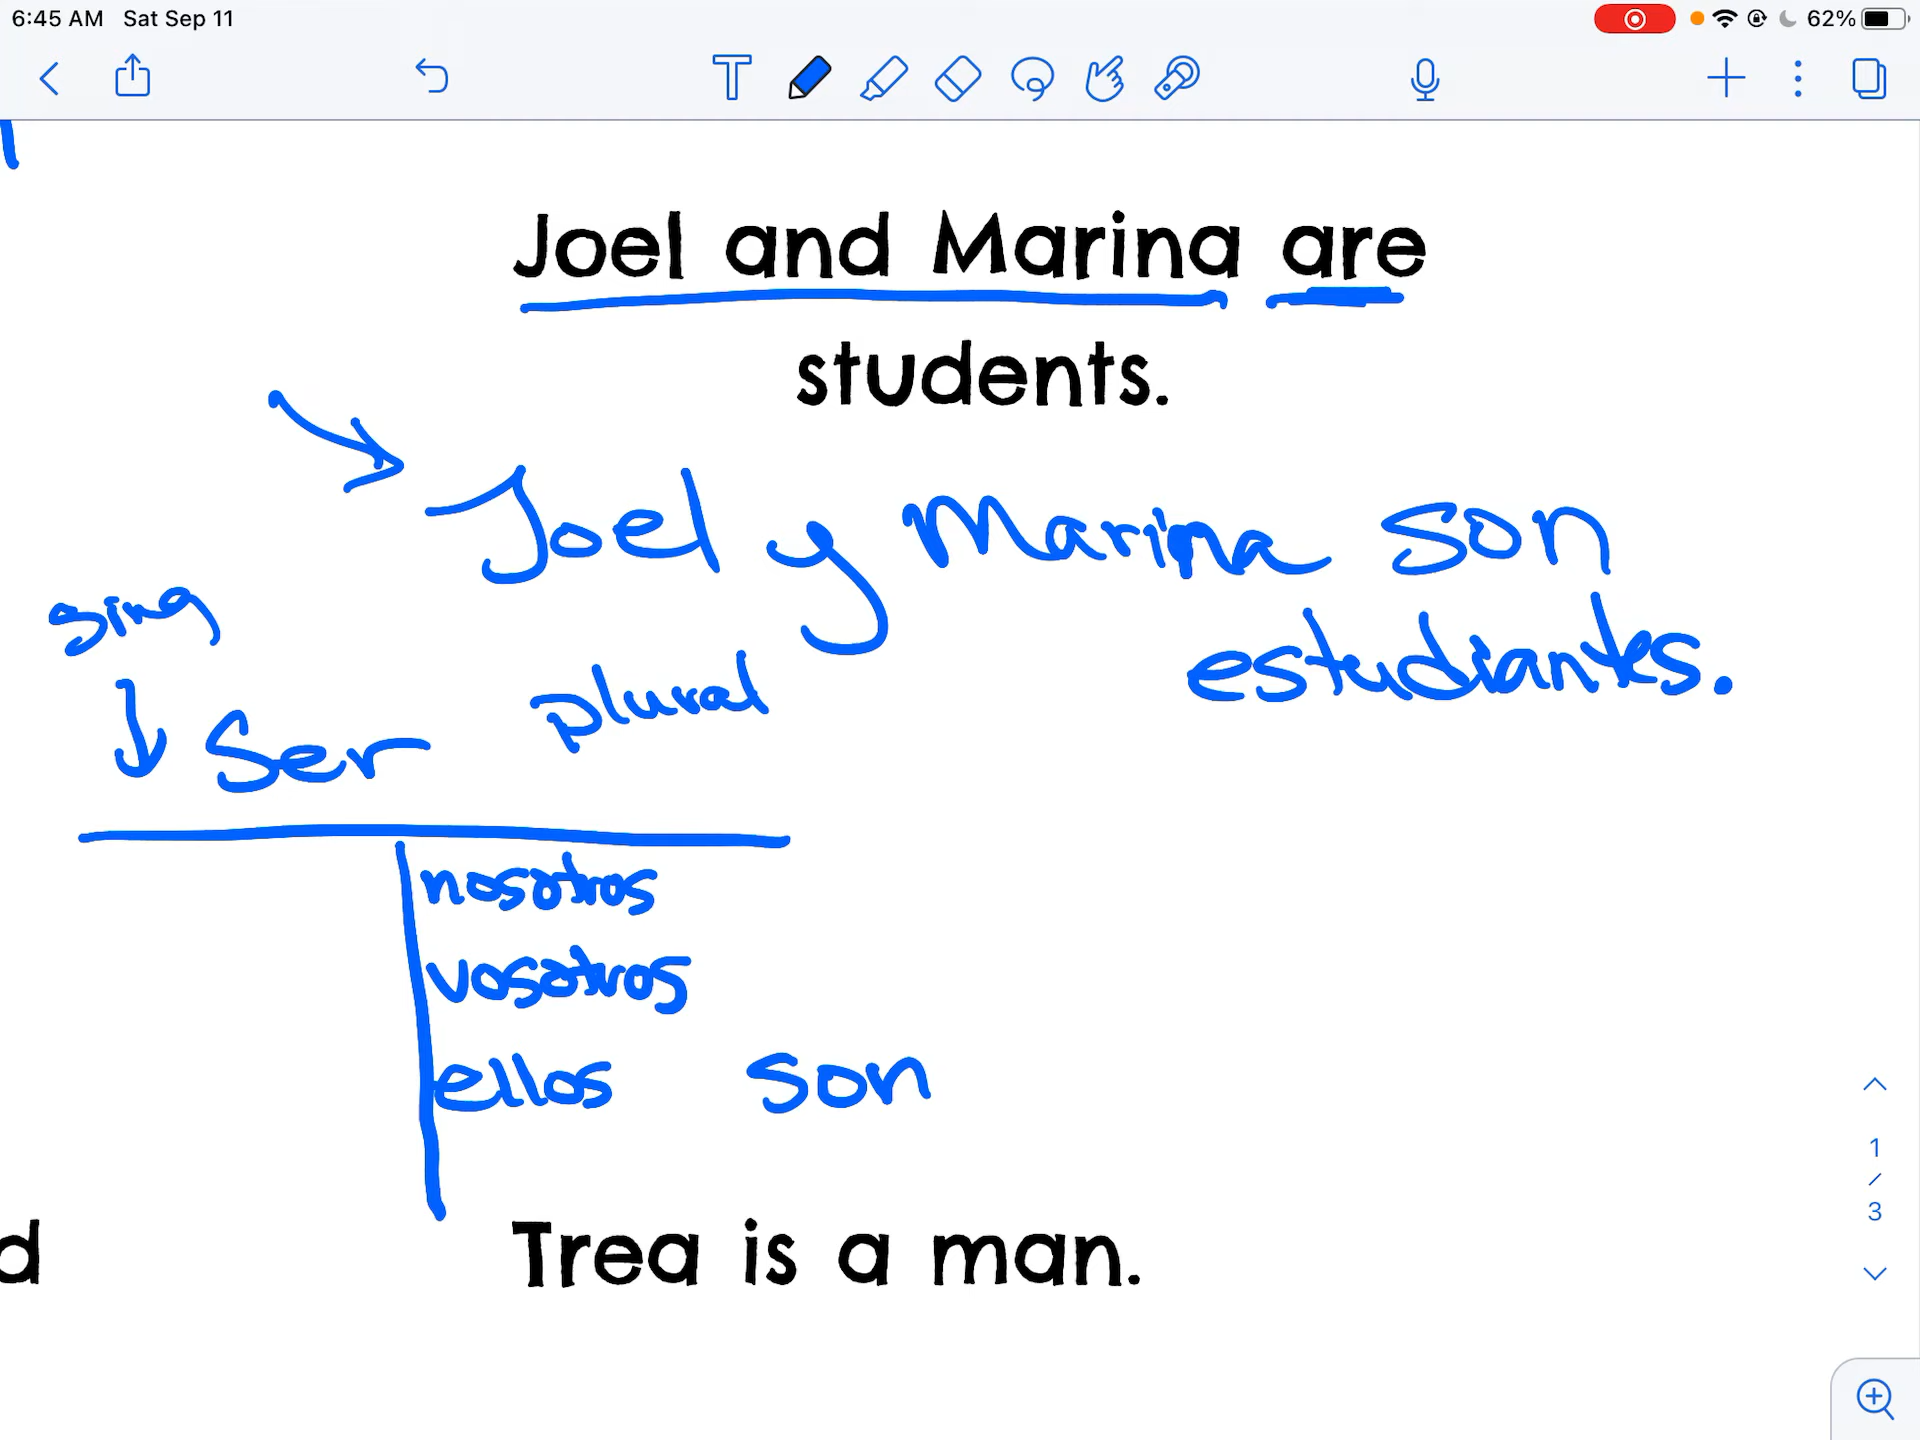 6:45 AM Sat Sep 11
62%
Joel and Marina are
students.
Joel y Marina son
estudiantes.
sing
plural
Ser
nosotros
vosotros
ellos son
1
/
3
d
Trea is a man.